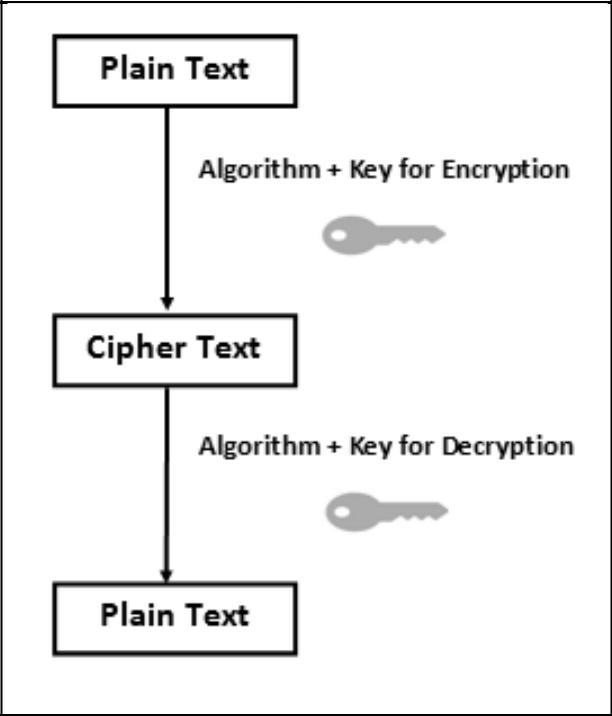 Plain Text
Algorithm + Key for Encryption
Cipher Text
Algorithm + Key for Decryption
Plain Text